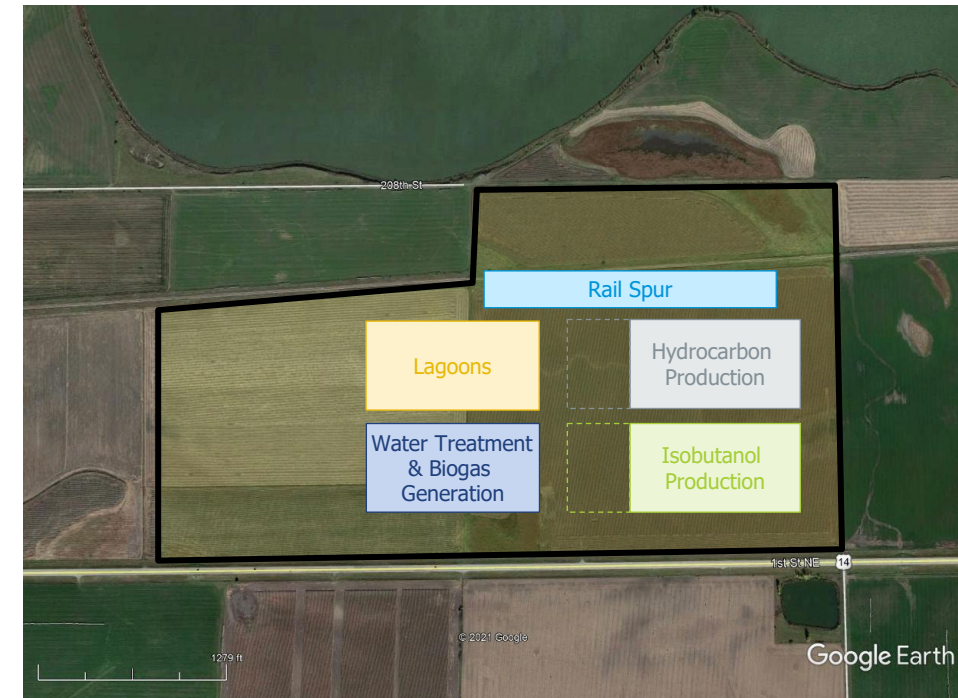 208th St
Rail Spur
Lagoons
Hydrocarbon
Production
Water Treatment
& Biogas
Generation
Isobutanol
Production
1st St NE
14
© 2021 Google
1279 ft
Google Earth